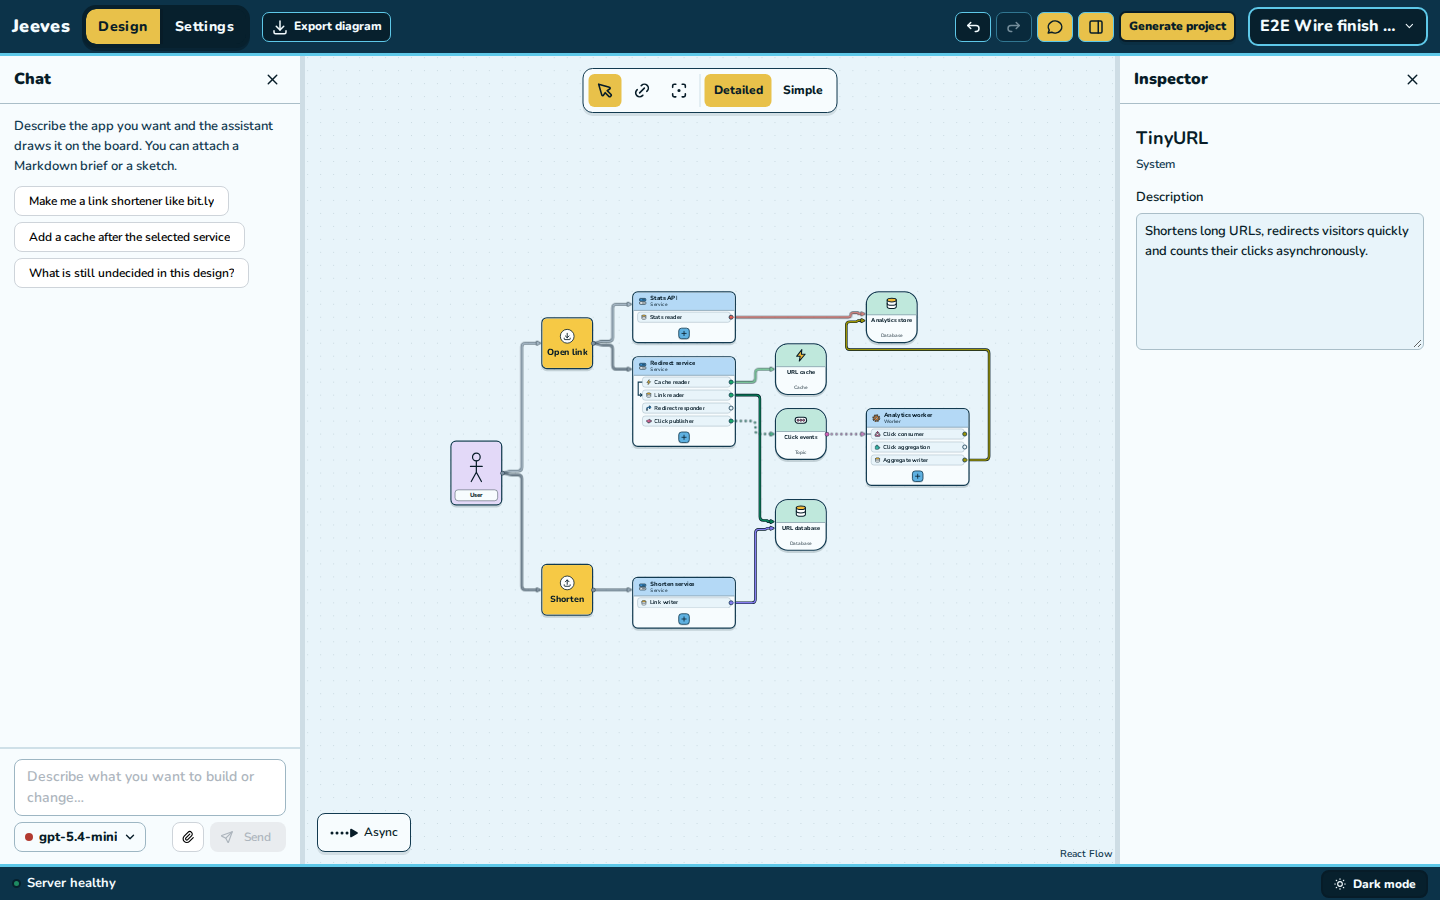 Jeeves
Design
Settings
Export diagram
Generate project
E2E Wire finish ...
Chat
Describe the app you want and the assistant
draws it on the board. You can attach a
Markdown brief or a sketch.
Make me a link shortener like bit.ly
Add a cache after the selected service
What is still undecided in this design?
Describe what you want to build or
change...
gpt-5.4-mini
Send
Detailed
Simple
User
Open link
Shorten
Stats API
Service
Stats reader
Redirect service
Service
Cache reader
Link reader
Redirect responder
Click publisher
Shorten service
Service
Link writer
URL cache
Cache
Click events
Topic
URL database
Database
Analytics store
Database
Analytics worker
Worker
Click consumer
Click aggregation
Aggregate writer
Async
React Flow
Inspector
TinyURL
System
Description
Shortens long URLs, redirects visitors quickly
and counts their clicks asynchronously.
Server healthy
Dark mode